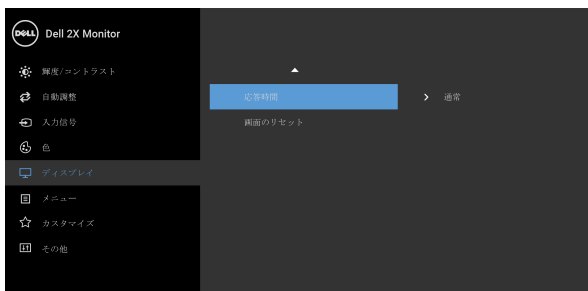 DELL Dell 2X Monitor
輝度/コントラスト
自動調整
応答時間 通常
入力信号
画面のリセット
色
ディスプレイ
メニュー
カスタマイズ
その他